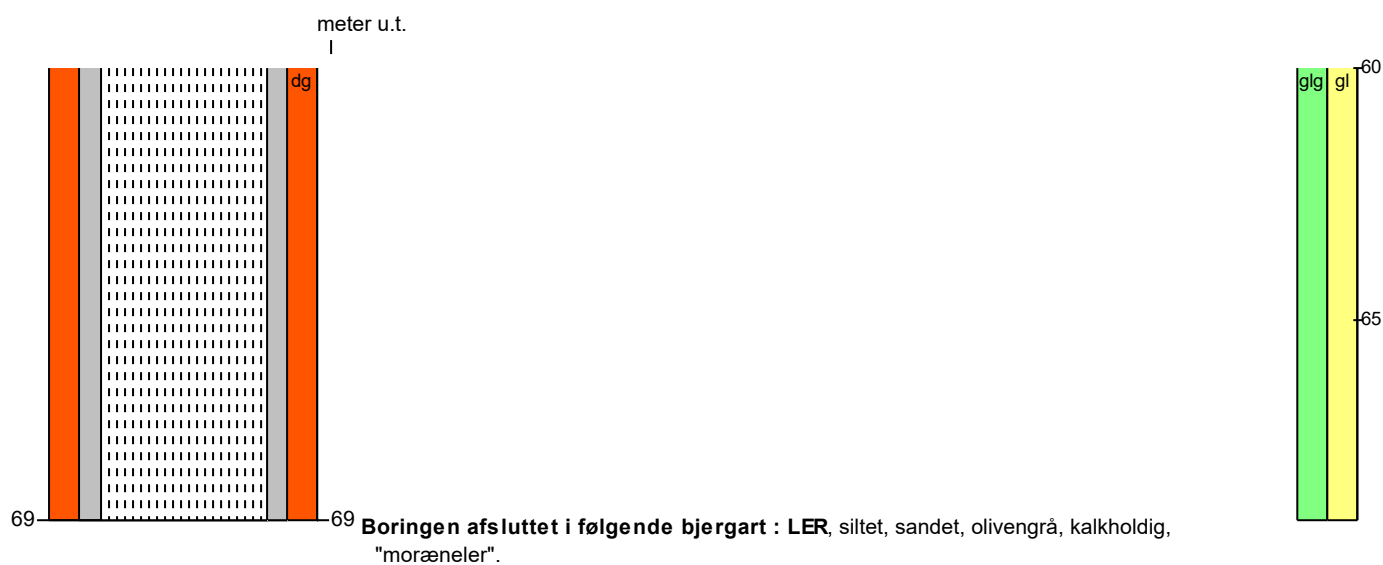 meter u.t.
dg
glg gl
60
65
69 69 Boringen afsluttet i følgende bjergart : LER, siltet, sandet, olivengrå, kalkholdig,
"moræneler".